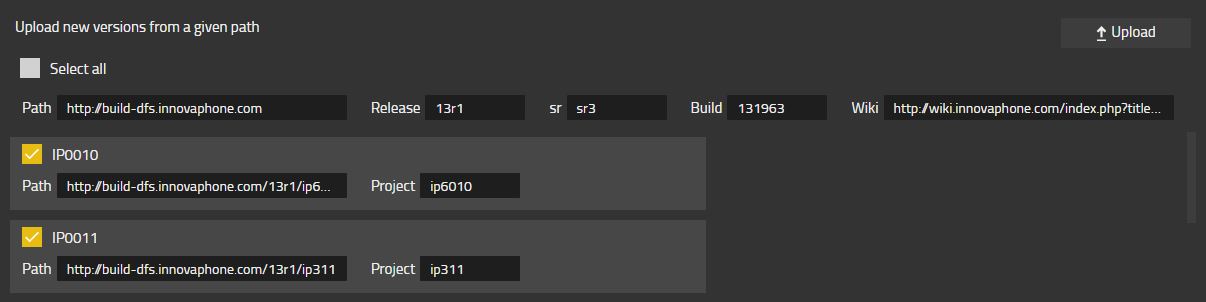 Upload new versions from a given path
Upload
Select all
Path http://build-dfs.innovaphone.com Release 13r1 sr sr3 Build 131963 Wiki http://wiki.innovaphone.com/index.php?title...
IP0010
Path http://build-dfs.innovaphone.com/13r1/ip6... Project ip6010
IP0011
Path http://build-dfs.innovaphone.com/13r1/ip311 Project ip311